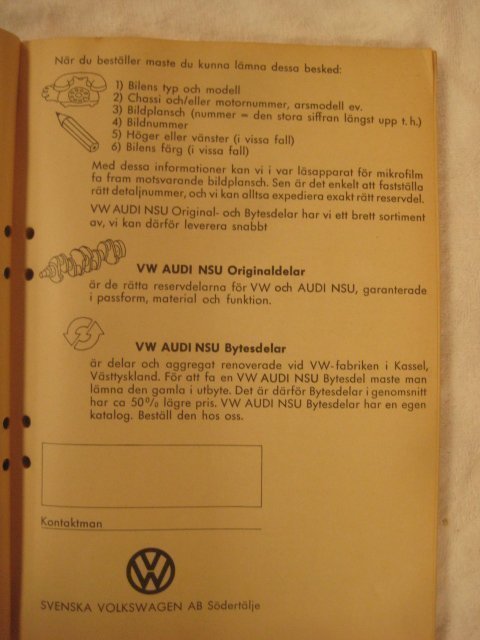 När du beställer maste du kunna lämna dessa besked:
1) Bilens typ och modell
2) Chassi och/eller motornummer, arsmodell ev.
3) Bildplansch (nummer = den stora siffran längst upp t. h.)
4) Bildnummer
5) Höger eller vänster (i vissa fall)
6) Bilens färg (i vissa fall)
Med dessa informationer kan vi i var läsapparat för mikrofilm
fa fram motsvarande bildplansch. Sen är det enkelt att fastställa
rätt detaljnummer, och vi kan alltsa expediera exakt rätt reservdel.
VW AUDI NSU Original- och Bytesdelar har vi ett brett sortiment
av, vi kan därför leverera snabbt
VW AUDI NSU Originaldelar
är de rätta reservdelarna för VW och AUDI NSU, garanterade
i passform, material och funktion.
VW AUDI NSU Bytesdelar
är delar och aggregat renoverade vid VW-fabriken i Kassel,
Västtyskland. För att fa en VW AUDI NSU Bytesdel maste man
lämna den gamla i utbyte. Det är därför Bytesdelar i genomsnitt
har ca 50% lägre pris. VW AUDI NSU Bytesdelar har en egen
katalog. Beställ den hos oss.
Kontaktman
VW
SVENSKA VOLKSWAGEN AB Södertälje